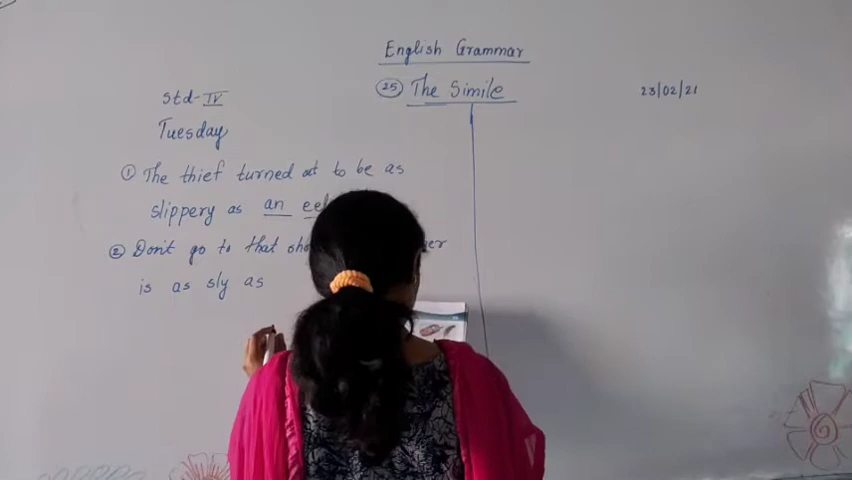 English Grammar
25 The Simile
23/02/21
Std- IV
Tuesday
1 The thief turned out to be as
slippery as an eel
2 Don't go to that
is as sly as